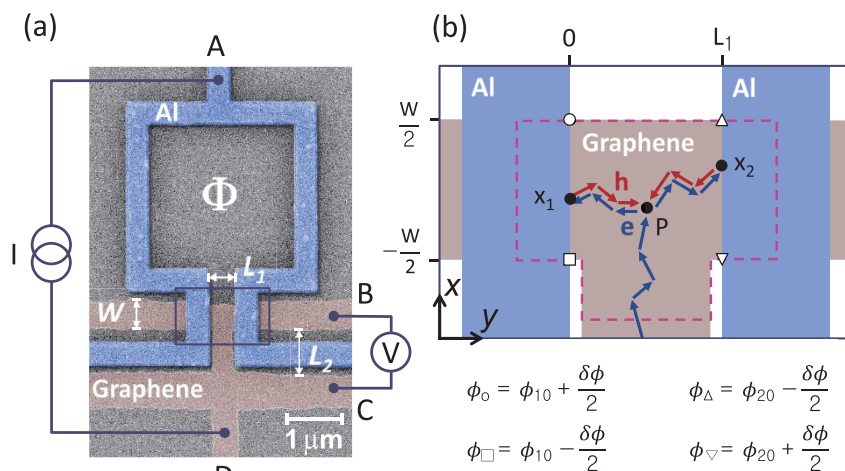 (a)
A
Al
Φ
I
L₁
W
B
V
L₂
Graphene
C
1 μm
D
(b)
0
L₁
Al
Al
W/2
Graphene
h
x₂
x₁
e
P
-W/2
x
y
ϕ○ = ϕ₁₀ + δϕ/2
ϕ△ = ϕ₂₀ − δϕ/2
ϕ□ = ϕ₁₀ − δϕ/2
ϕ▽ = ϕ₂₀ + δϕ/2